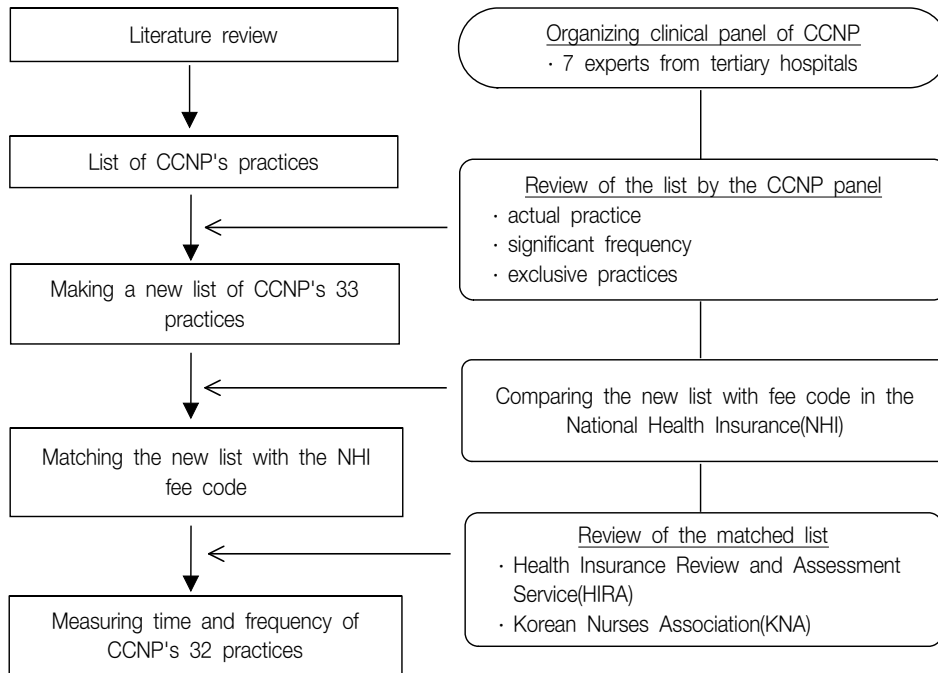 Literature review
List of CCNP's practices
Making a new list of CCNP's 33
practices
Matching the new list with the NHI
fee code
Measuring time and frequency of
CCNP's 32 practices
Organizing clinical panel of CCNP
· 7 experts from tertiary hospitals
Review of the list by the CCNP panel
· actual practice
· significant frequency
· exclusive practices
Comparing the new list with fee code in the
National Health Insurance(NHI)
Review of the matched list
· Health Insurance Review and Assessment
Service(HIRA)
· Korean Nurses Association(KNA)